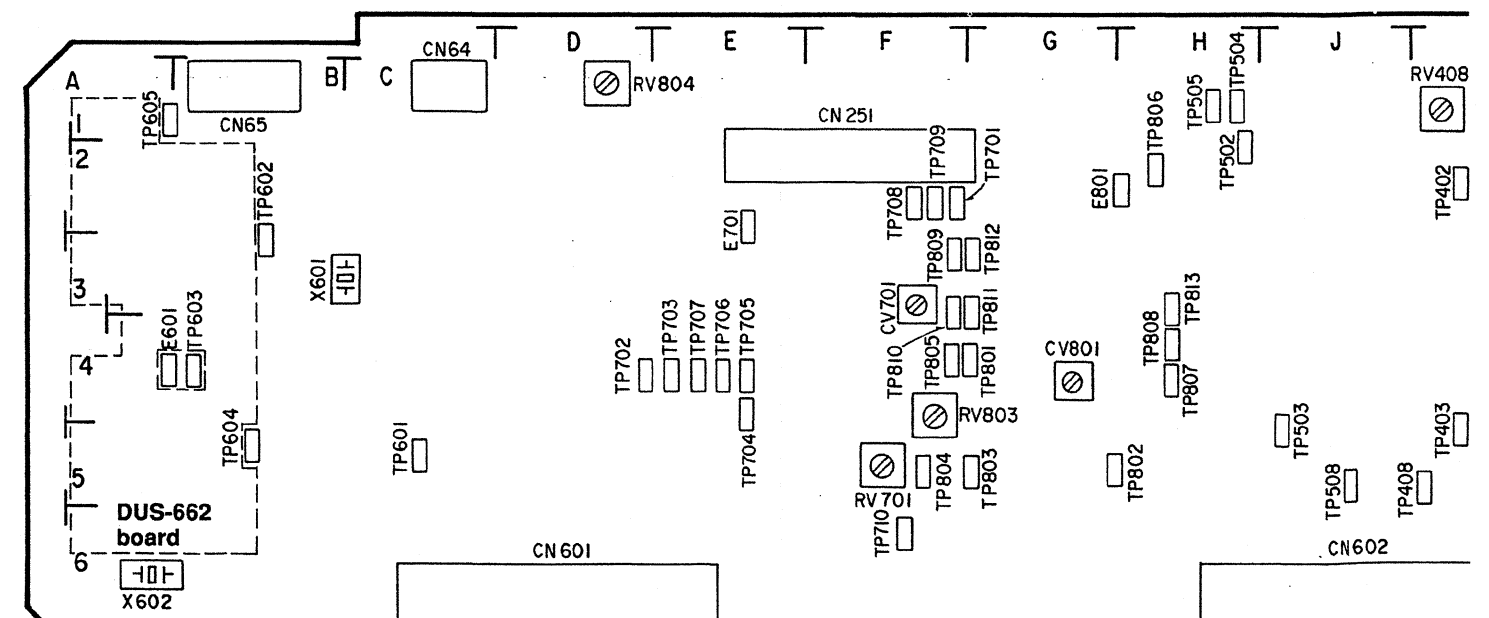 A
B
C
D
E
F
G
H
J
CN64
RV804
CN65
TP605
CN251
TP709
TP701
TP806
TP505
TP504
RV408
1
2
TP602
TP708
E801
TP502
TP402
E701
TP809
TP812
3
X601
CV701
TP811
TP813
E601
TP603
TP703
TP707
TP706
TP705
TP808
4
TP702
TP810
TP805
TP801
CV801
TP807
RV803
TP604
TP601
TP704
TP503
TP403
5
RV701
TP804
TP803
TP802
TP508
TP408
DUS-662
board
TP710
6
CN601
CN602
X602